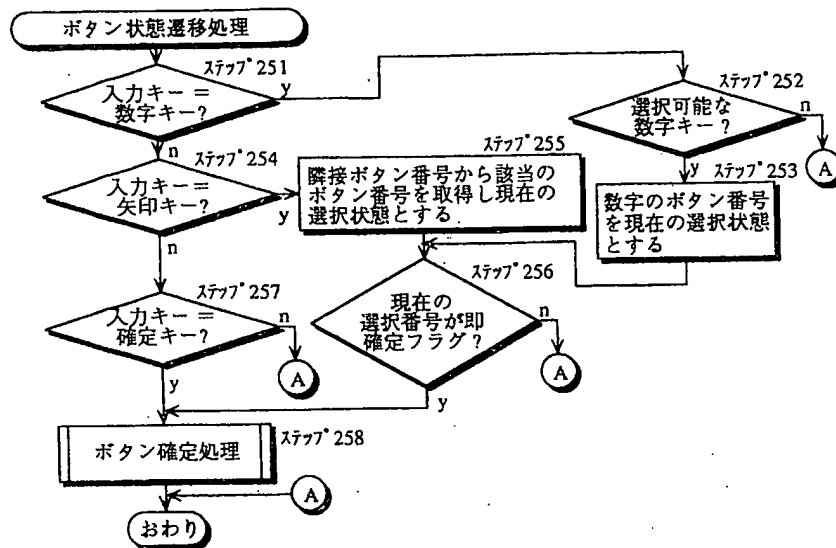 ボタン状態遷移処理
ステップ251
入力キー＝
数字キー？
y
n
ステップ252
選択可能な
数字キー？
n
A
y
ステップ253
数字のボタン番号
を現在の選択状態
とする
ステップ254
入力キー＝
矢印キー？
y
n
ステップ255
隣接ボタン番号から該当の
ボタン番号を取得し現在の
選択状態とする
ステップ256
現在の
選択番号が即
確定フラグ？
n
A
y
ステップ257
入力キー＝
確定キー？
n
A
y
ステップ258
ボタン確定処理
A
おわり